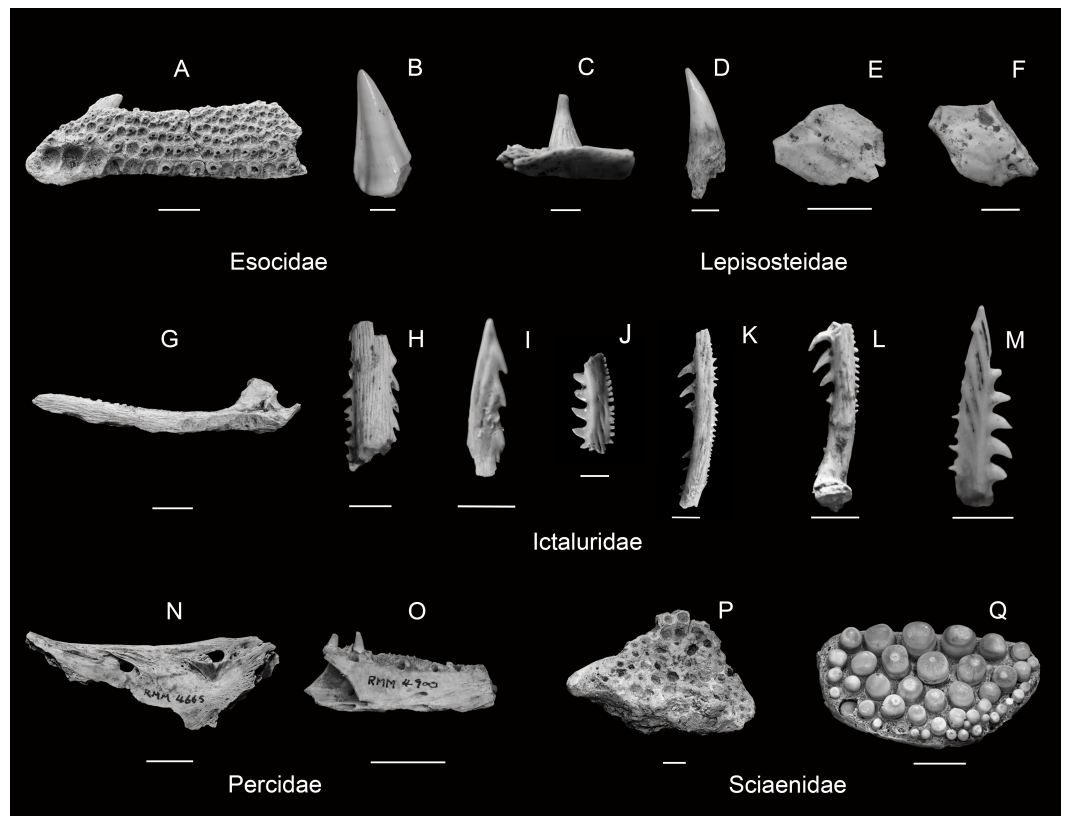 A B C D E F
Esocidae Lepisosteidae
G H I J K L M
Ictaluridae
N O P Q
RMM 4665 RMM 4900
Percidae Sciaenidae